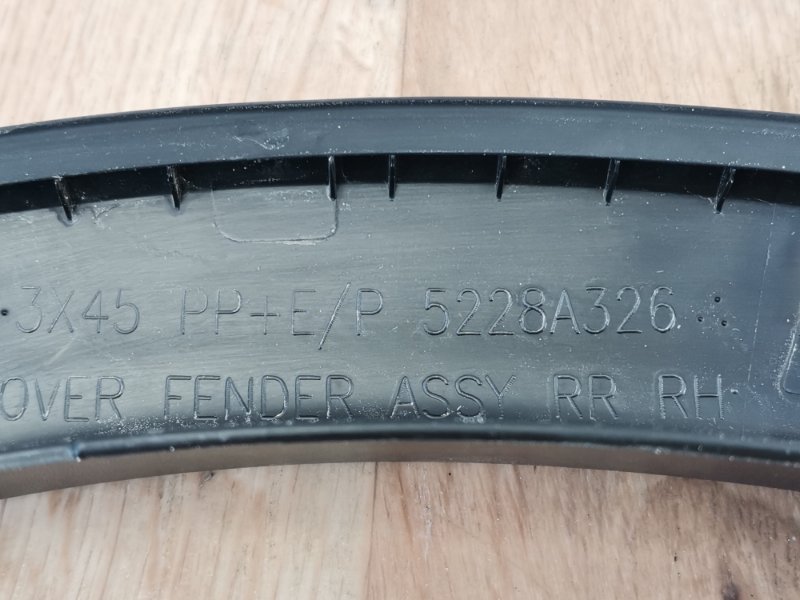 3X45 PP+E/P 5228A326
OVER FENDER ASSY RR RH